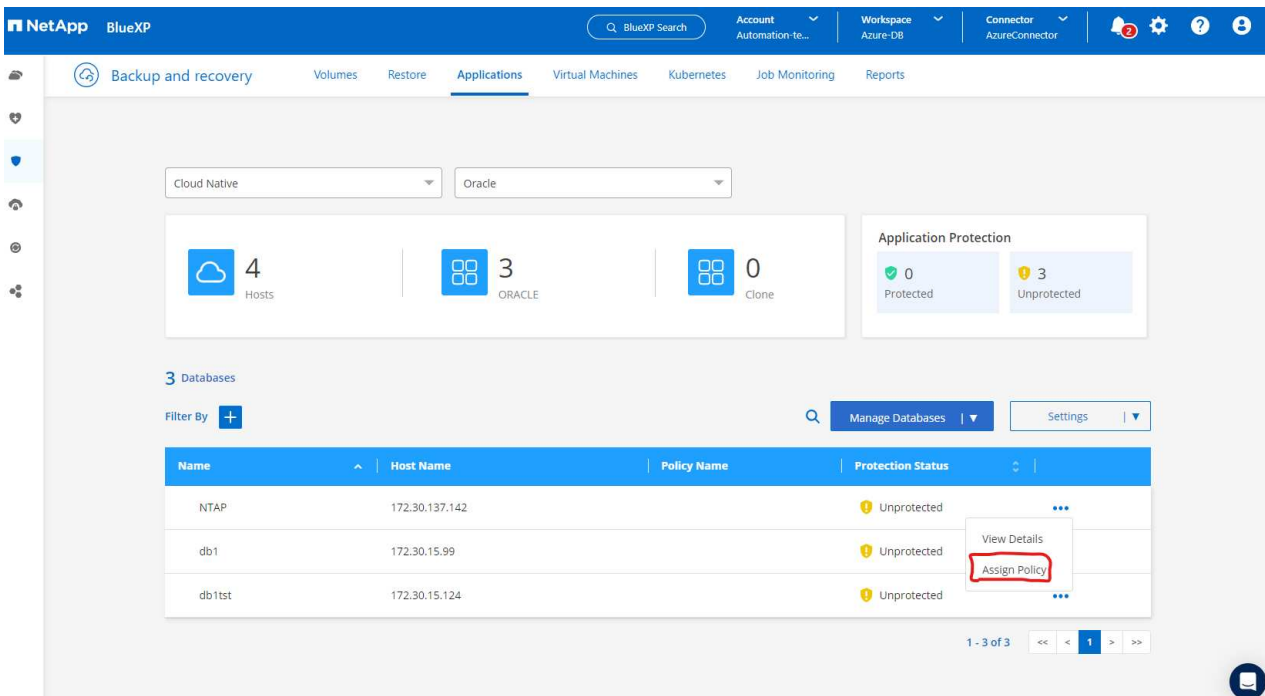 NetApp BlueXP
BlueXP Search
Account
Automation-te...
Workspace
Azure-DB
Connector
AzureConnector
2
Backup and recovery
Volumes
Restore
Applications
Virtual Machines
Kubernetes
Job Monitoring
Reports
Cloud Native
Oracle
4
Hosts
3
ORACLE
0
Clone
Application Protection
0
Protected
3
Unprotected
3 Databases
Filter By +
Manage Databases | ▼
Settings | ▼
Name Host Name Policy Name Protection Status
NTAP 172.30.137.142 Unprotected •••
View Details
db1 172.30.15.99 Unprotected
Assign Policy
db1tst 172.30.15.124 Unprotected •••
1 - 3 of 3 << < 1 > >>